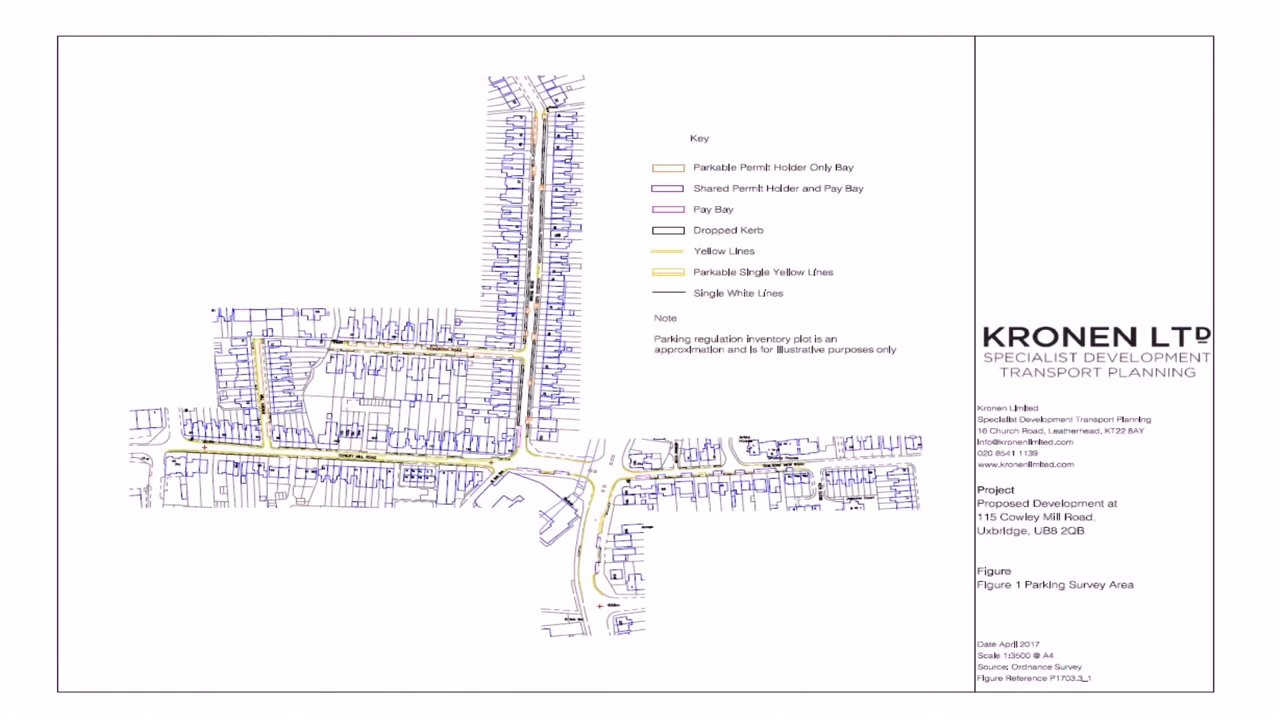 Key
Parkable Permit Holder Only Bay
Shared Permit Holder and Pay Bay
Pay Bay
Dropped Kerb
Yellow Lines
Parkable Single Yellow Lines
Single White Lines
Note
Parking regulation inventory plot is an
approximation and is for illustrative purposes only
COWLEY MILL ROAD
KRONEN LTD
SPECIALIST DEVELOPMENT
TRANSPORT PLANNING
Kronen Limited
Specialist Development Transport Planning
16 Church Road, Leatherhead, KT22 8AY
info@kronenlimited.com
020 8541 1139
www.kronenlimited.com
Project
Proposed Development at
115 Cowley Mill Road,
Uxbridge, UB8 2QB
Figure
Figure 1 Parking Survey Area
Date April 2017
Scale 1:3500 @ A4
Source: Ordnance Survey
Figure Reference P1703.3_1